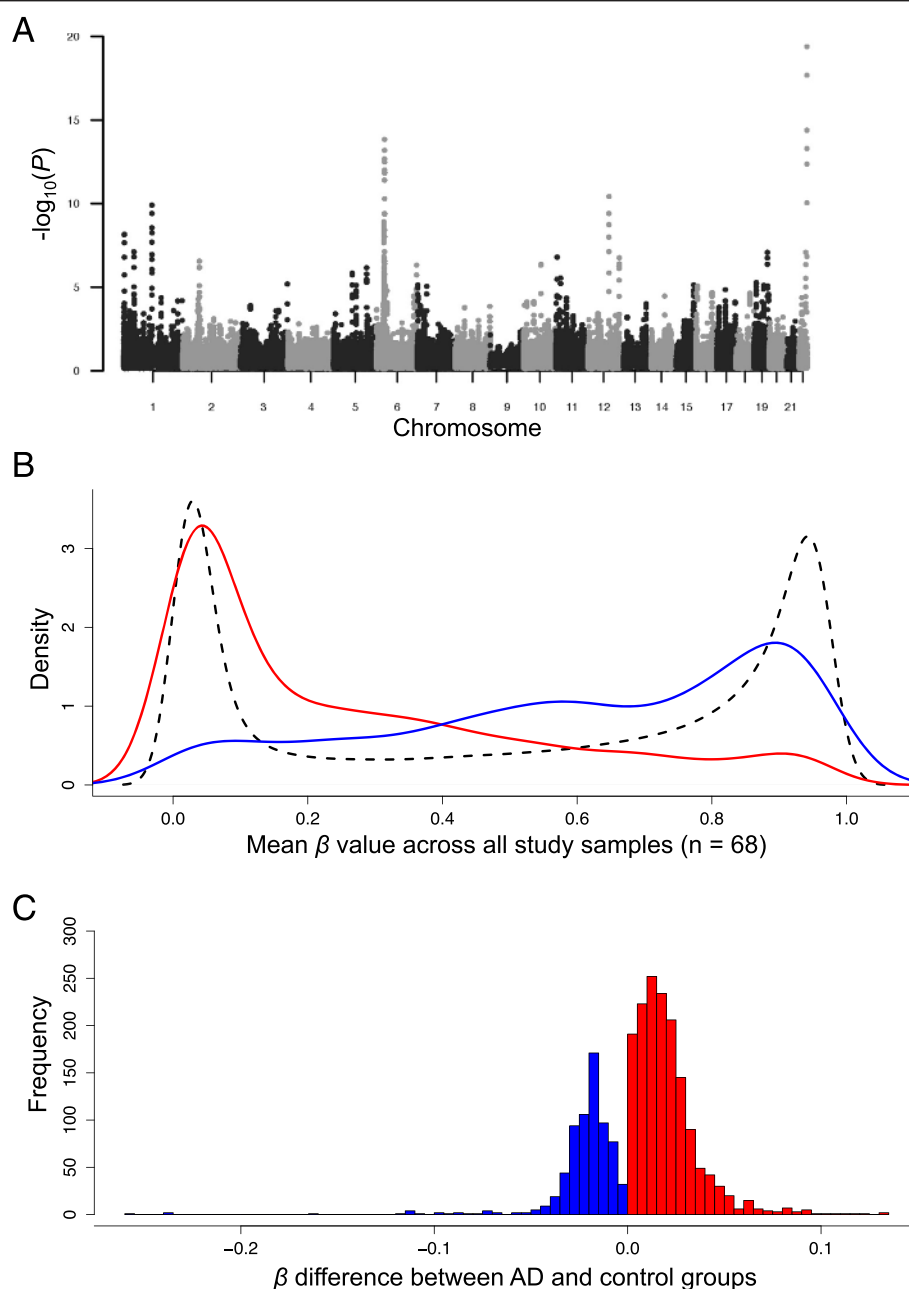 A
20
15
10
5
0
-log10(P)
1 2 3 4 5 6 7 8 9 10 11 12 13 14 15 17 19 21
Chromosome
B
3
2
1
0
Density
0.0 0.2 0.4 0.6 0.8 1.0
Mean β value across all study samples (n = 68)
C
300
250
200
150
100
50
0
Frequency
−0.2 −0.1 0.0 0.1
β difference between AD and control groups